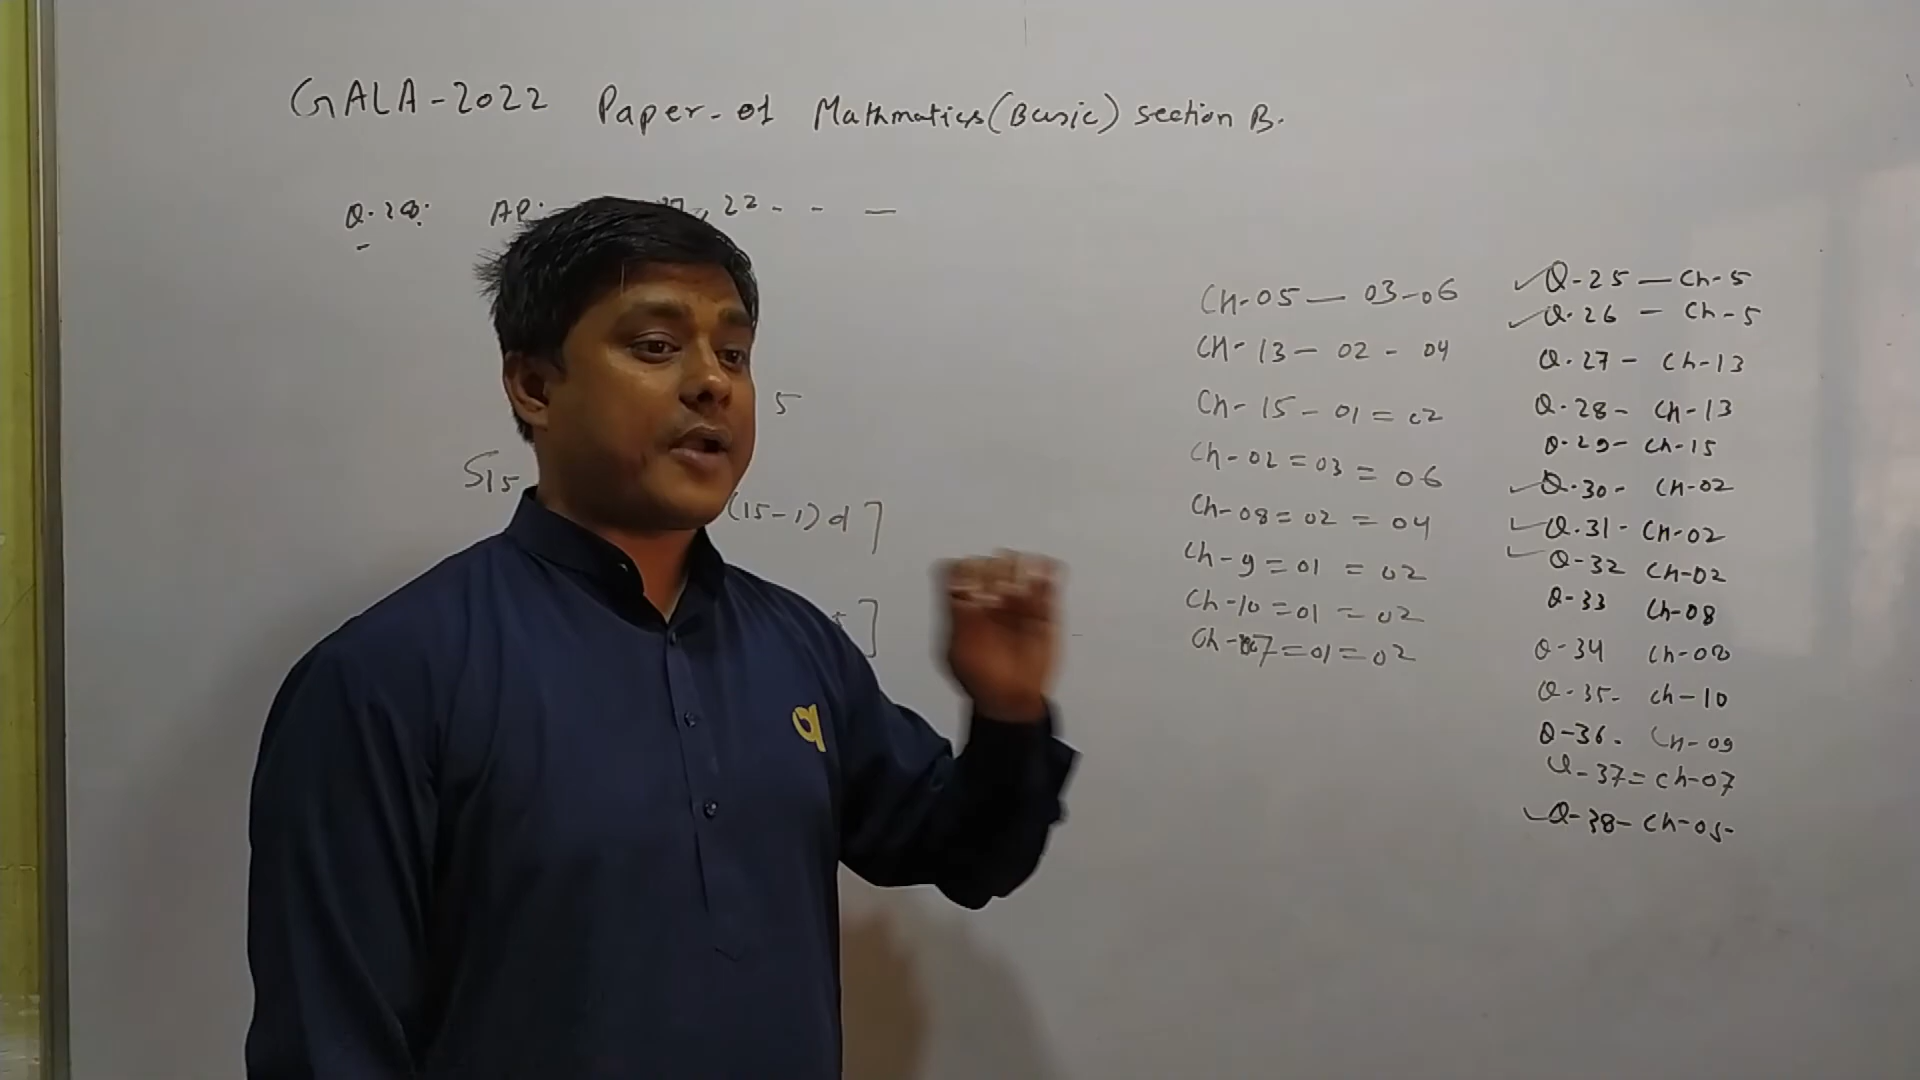 GALA-2022 Paper-01 Mathmatics (Basic) section B.
AP: 22 - - —
5
S15 (15-1)d]
]
Ch-05 — 03-06
CH-13 — 02 - 04
Ch-15 - 01 = 02
Ch-02 = 03 = 06
Ch-08 = 02 = 04
Ch-9 = 01 = 02
Ch-10 = 01 = 02
Ch-07 = 01 = 02
Q-25 — Ch-5
Q-26 — Ch-5
Q-27 - Ch-13
Q-28 - Ch-13
Q-29 - Ch-15
Q-30 - CH-02
Q-31 - CH-02
Q-32 CH-02
Q-33 Ch-08
Q-34 Ch-08
Q-35- Ch-10
Q-36- CH-09
Q-37 = Ch-07
Q-38 - Ch-05-